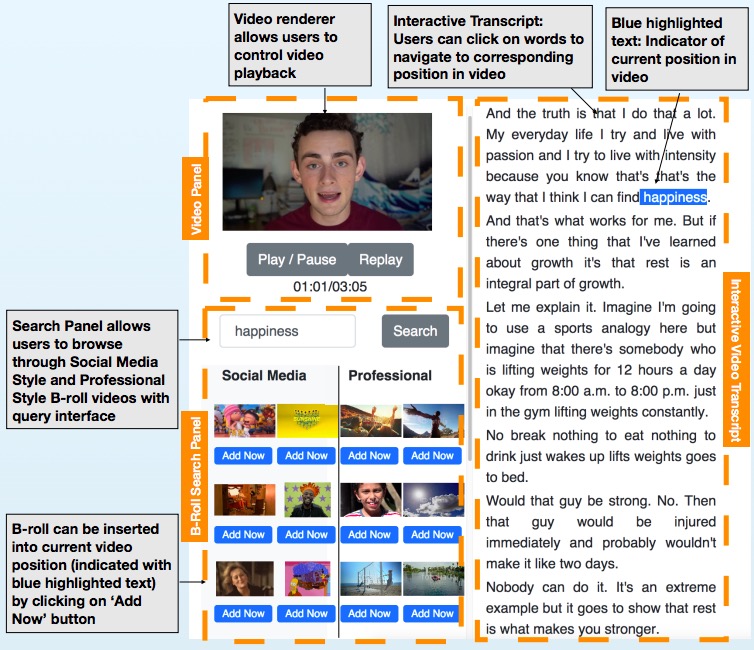 Video renderer
allows users to
control video
playback
Interactive Transcript:
Users can click on words to
navigate to corresponding
position in video
Blue highlighted
text: Indicator of
current position in
video
Video Panel
Play / Pause
Replay
01:01/03:05
Search Panel allows
users to browse
through Social Media
Style and Professional
Style B-roll videos with
query interface
B-roll can be inserted
into current video
position (indicated with
blue highlighted text)
by clicking on ‘Add
Now’ button
B-Roll Search Panel
happiness
Search
Social Media
Professional
Add Now
Add Now
Add Now
Add Now
Add Now
Add Now
Add Now
Add Now
Add Now
Add Now
Add Now
Add Now
And the truth is that I do that a lot.
My everyday life I try and live with
passion and I try to live with intensity
because you know that's that's the
way that I think I can find happiness.
And that's what works for me. But if
there's one thing that I've learned
about growth it's that rest is an
integral part of growth.
Let me explain it. Imagine I'm going
to use a sports analogy here but
imagine that there's somebody who
is lifting weights for 12 hours a day
okay from 8:00 a.m. to 8:00 p.m. just
in the gym lifting weights constantly.
No break nothing to eat nothing to
drink just wakes up lifts weights goes
to bed.
Would that guy be strong. No. Then
that guy would be injured
immediately and probably wouldn't
make it like two days.
Nobody can do it. It's an extreme
example but it goes to show that rest
is what makes you stronger.
Interactive Video Transcript